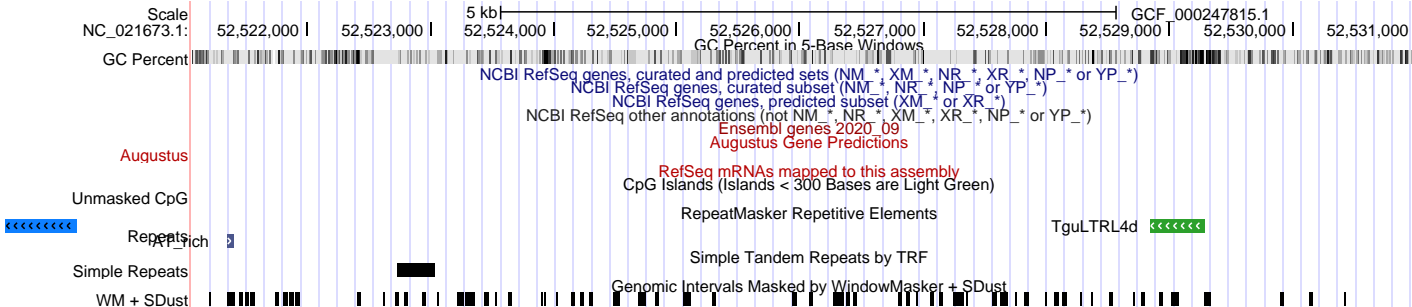 Scale 5 kb GCF_000247815.1
NC_021673.1: 52,522,000 52,523,000 52,524,000 52,525,000 52,526,000 52,527,000 52,528,000 52,529,000 52,530,000 52,531,000
GC Percent in 5-Base Windows
GC Percent
NCBI RefSeq genes, curated and predicted sets (NM_*, XM_*, NR_*, XR_*, NP_* or YP_*)
NCBI RefSeq genes, curated subset (NM_*, NR_*, NP_* or YP_*)
NCBI RefSeq genes, predicted subset (XM_* or XR_*)
NCBI RefSeq other annotations (not NM_*, NR_*, XM_*, XR_*, NP_* or YP_*)
Ensembl genes 2020_09
Augustus Gene Predictions
Augustus
RefSeq mRNAs mapped to this assembly
CpG Islands (Islands < 300 Bases are Light Green)
Unmasked CpG
RepeatMasker Repetitive Elements
TguLTRL4d
Repeats
AT_rich
Simple Tandem Repeats by TRF
Simple Repeats
Genomic Intervals Masked by WindowMasker + SDust
WM + SDust